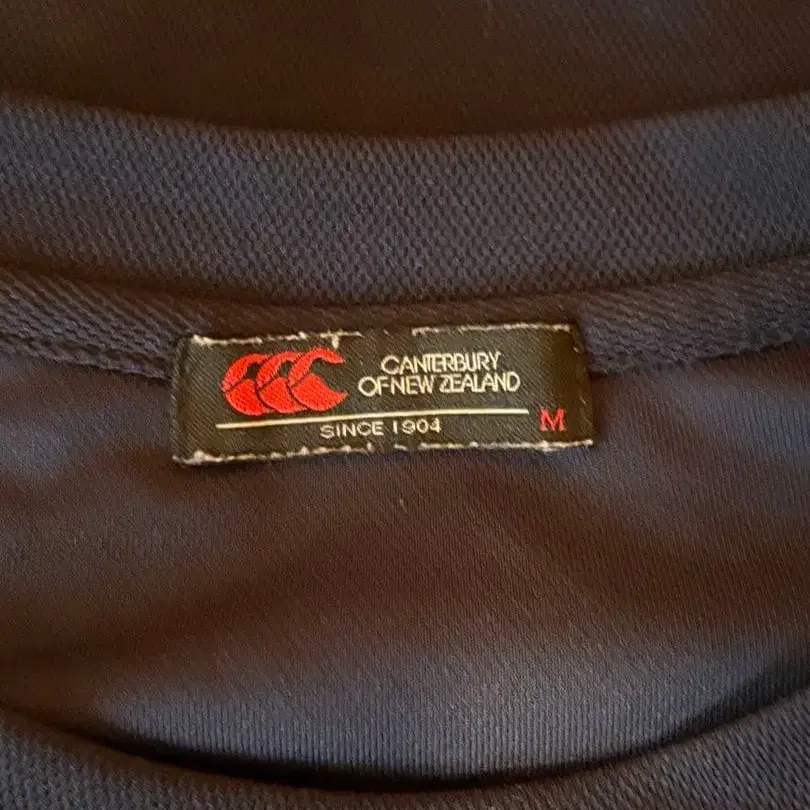 CANTERBURY
OF NEW ZEALAND
SINCE 1904
M